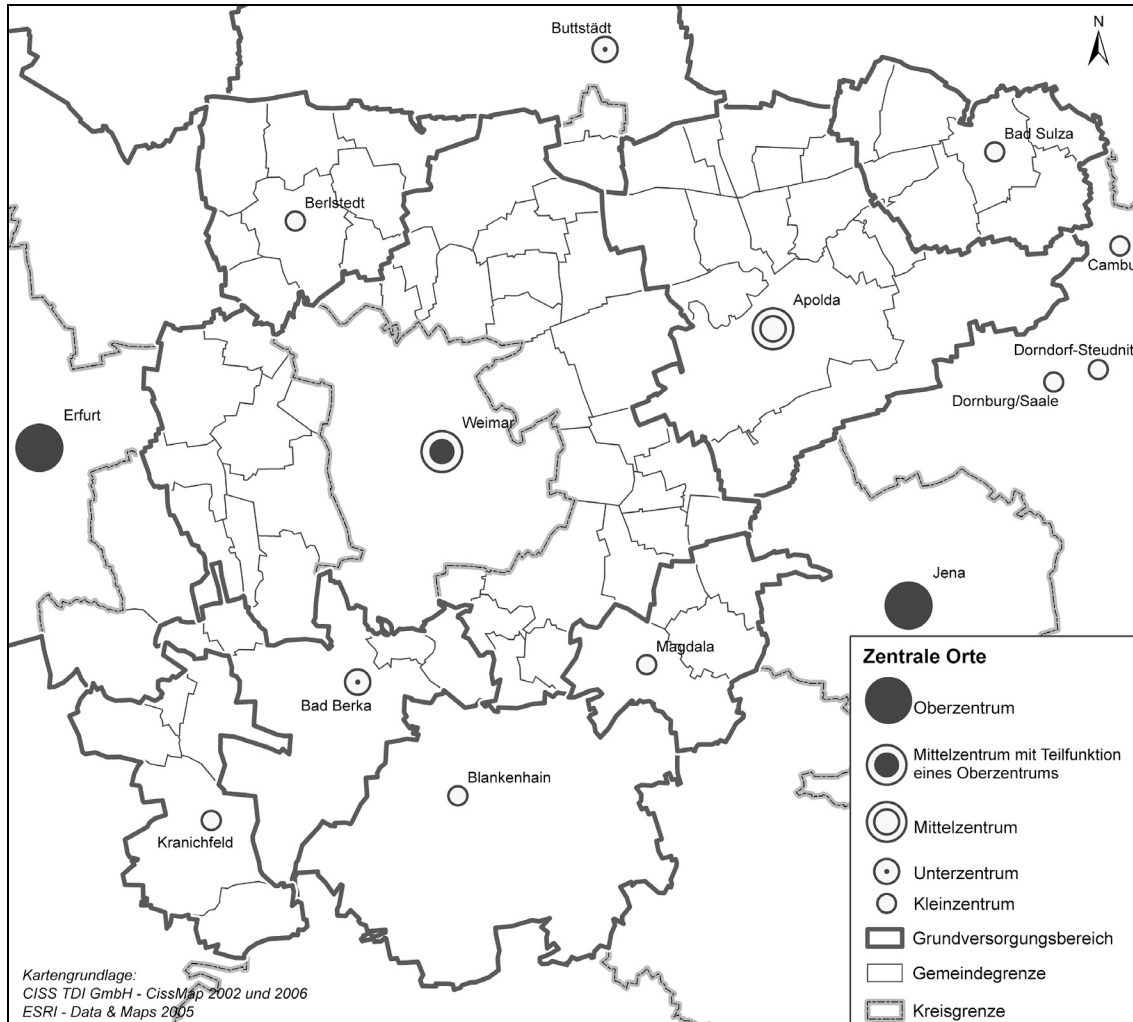 Buttstädt
N
Bad Sulza
Berlstedt
Cambu
Apolda
Dorndorf-Steudnit
Dornburg/Saale
Erfurt
Weimar
Jena
Magdala
Bad Berka
Blankenhain
Kranichfeld
Zentrale Orte
Oberzentrum
Mittelzentrum mit Teilfunktion
eines Oberzentrums
Mittelzentrum
Unterzentrum
Kleinzentrum
Grundversorgungsbereich
Gemeindegrenze
Kreisgrenze
Kartengrundlage:
CISS TDI GmbH - CissMap 2002 und 2006
ESRI - Data & Maps 2005